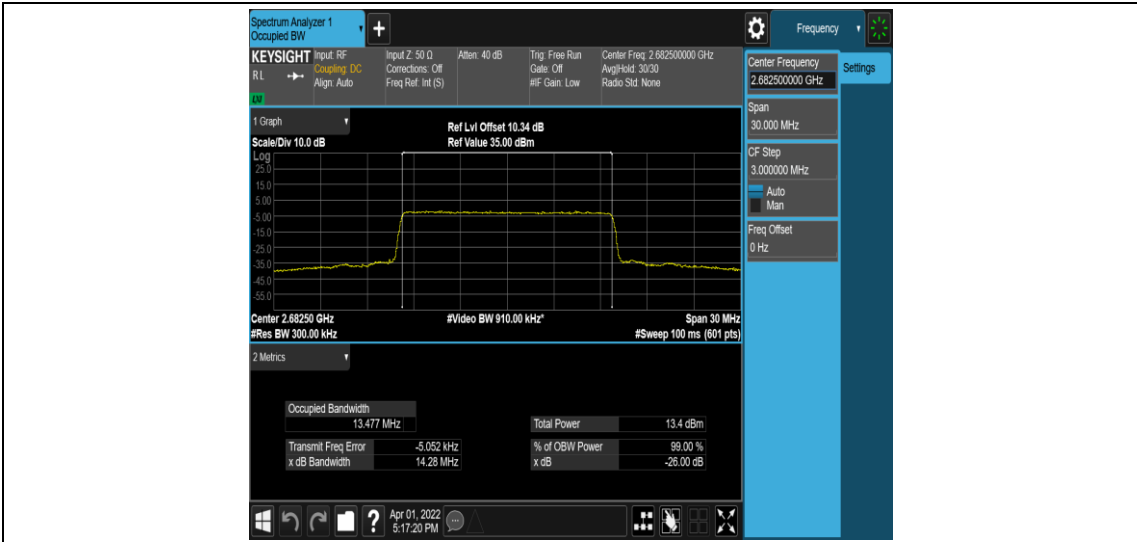 Spectrum Analyzer 1
Occupied BW
+
Frequency
KEYSIGHT
RL
LXI
Input: RF
Coupling: DC
Align: Auto
Input Z: 50 Ω
Corrections: Off
Freq Ref: Int (S)
Atten: 40 dB
Trig: Free Run
Gate: Off
#IF Gain: Low
Center Freq: 2.682500000 GHz
Avg|Hold: 30/30
Radio Std: None
Center Frequency
2.682500000 GHz
Settings
Span
30.000 MHz
CF Step
3.000000 MHz
Auto
Man
Freq Offset
0 Hz
1 Graph
Scale/Div 10.0 dB
Ref Lvl Offset 10.34 dB
Ref Value 35.00 dBm
Log
25.0
15.0
5.00
-5.00
-15.0
-25.0
-35.0
-45.0
-55.0
Center 2.68250 GHz
#Video BW 910.00 kHz*
Span 30 MHz
#Res BW 300.00 kHz
#Sweep 100 ms (601 pts)
2 Metrics
Occupied Bandwidth
13.477 MHz
Total Power 13.4 dBm
Transmit Freq Error -5.052 kHz
% of OBW Power 99.00 %
x dB Bandwidth 14.28 MHz
x dB -26.00 dB
?
Apr 01, 2022
5:17:20 PM